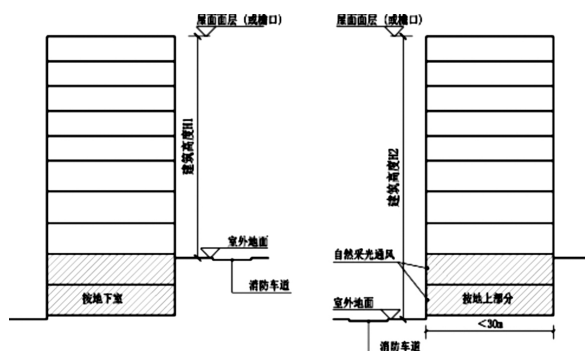 屋面面层（或檐口）
建筑高度H1
室外地面
消防车道
按地下室
屋面面层（或檐口）
建筑高度H2
自然采光通风
室外地面
消防车道
按地上部分
<30m